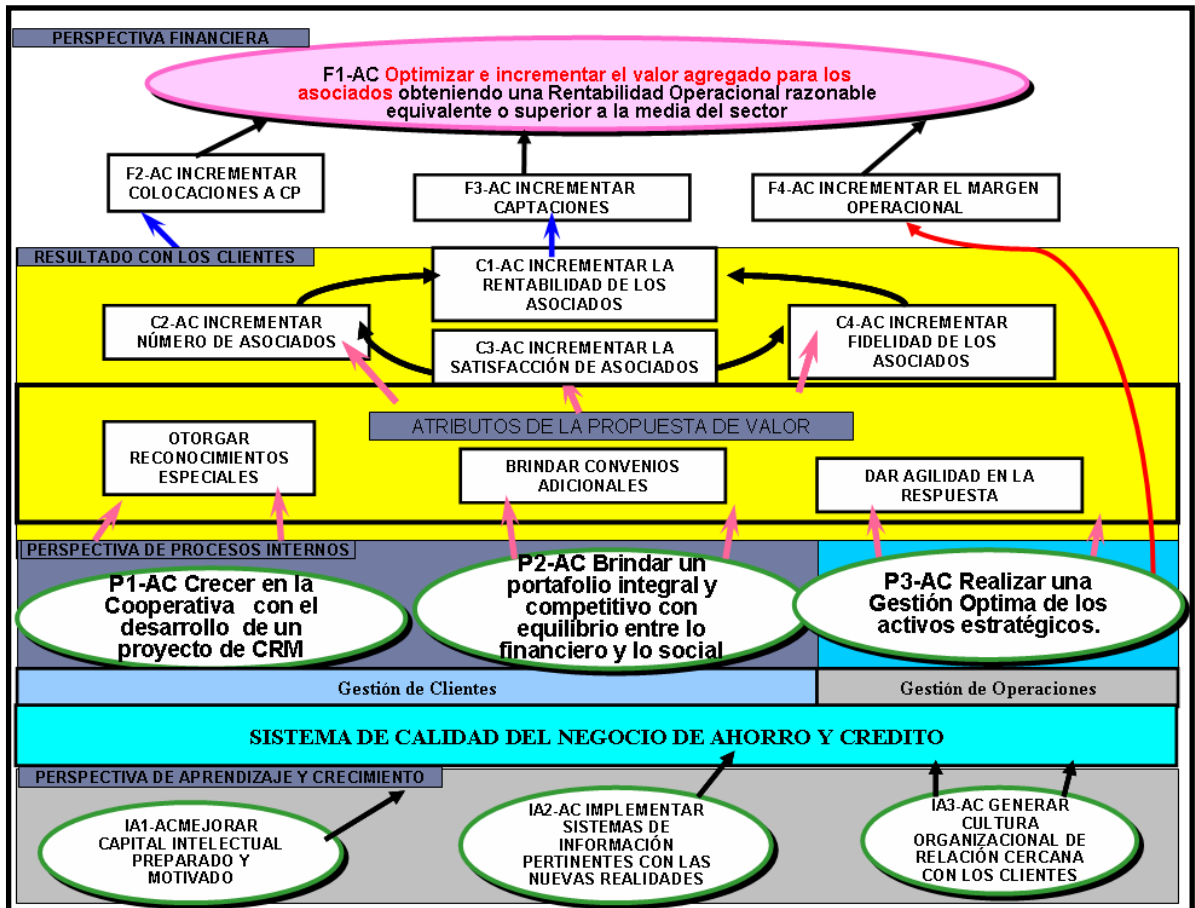 PERSPECTIVA FINANCIERA
F1-AC Optimizar e incrementar el valor agregado para los
asociados obteniendo una Rentabilidad Operacional razonable
equivalente o superior a la media del sector
F2-AC INCREMENTAR
COLOCACIONES A CP
F3-AC INCREMENTAR
CAPTACIONES
F4-AC INCREMENTAR EL MARGEN
OPERACIONAL
RESULTADO CON LOS CLIENTES
C1-AC INCREMENTAR LA
RENTABILIDAD DE LOS
ASOCIADOS
C2-AC INCREMENTAR
NÚMERO DE ASOCIADOS
C3-AC INCREMENTAR LA
SATISFACCIÓN DE ASOCIADOS
C4-AC INCREMENTAR
FIDELIDAD DE LOS
ASOCIADOS
ATRIBUTOS DE LA PROPUESTA DE VALOR
OTORGAR
RECONOCIMIENTOS
ESPECIALES
BRINDAR CONVENIOS
ADICIONALES
DAR AGILIDAD EN LA
RESPUESTA
PERSPECTIVA DE PROCESOS INTERNOS
P1-AC Crecer en la
Cooperativa con el
desarrollo de un
proyecto de CRM
P2-AC Brindar un
portafolio integral y
competitivo con
equilibrio entre lo
financiero y lo social
P3-AC Realizar una
Gestión Optima de los
activos estratégicos.
Gestión de Clientes
Gestión de Operaciones
SISTEMA DE CALIDAD DEL NEGOCIO DE AHORRO Y CREDITO
PERSPECTIVA DE APRENDIZAJE Y CRECIMIENTO
IA1-ACMEJORAR
CAPITAL INTELECTUAL
PREPARADO Y
MOTIVADO
IA2-AC IMPLEMENTAR
SISTEMAS DE
INFORMACIÓN
PERTINENTES CON LAS
NUEVAS REALIDADES
IA3-AC GENERAR
CULTURA
ORGANIZACIONAL DE
RELACIÓN CERCANA
CON LOS CLIENTES